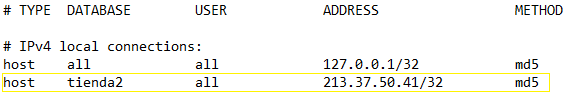 # TYPE  DATABASE        USER            ADDRESS                 METHOD
# IPv4 local connections:
host    all             all             127.0.0.1/32            md5
host    tienda2         all             213.37.50.41/32         md5